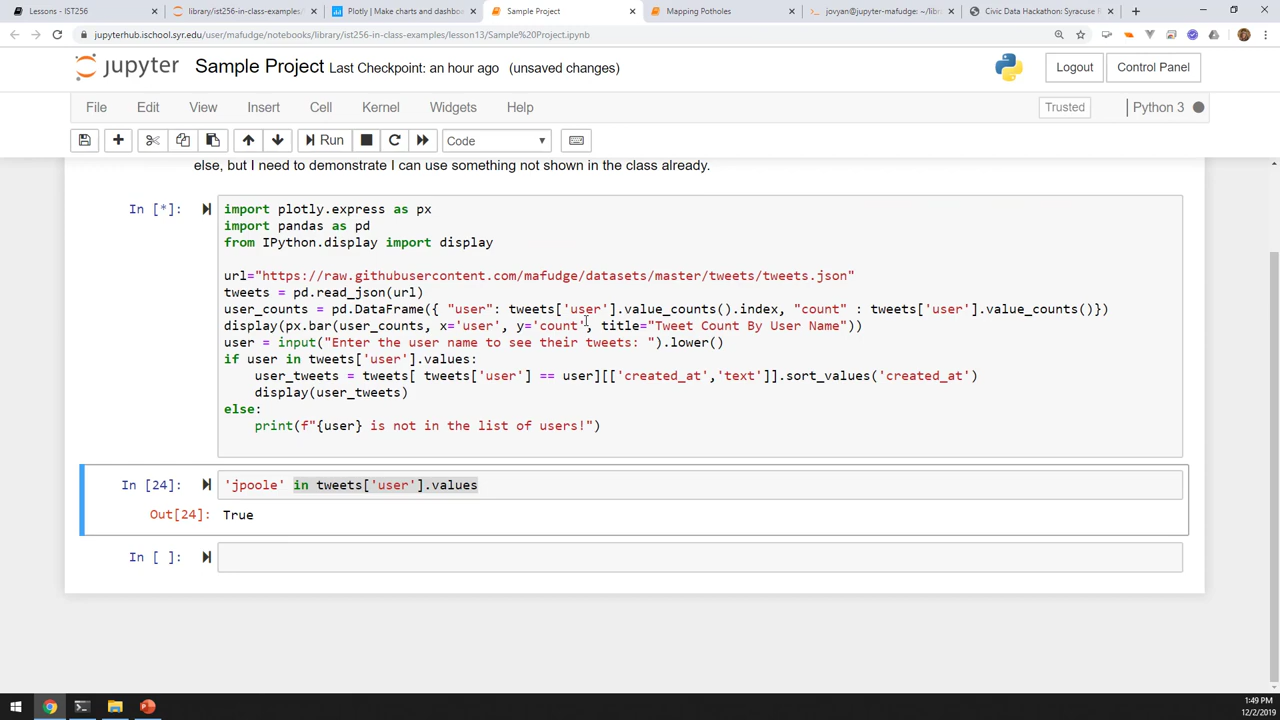 Lessons - IST256
library/ist256-in-class-examples/
Plotly | Make charts and dashbo
Sample Project
Mapping Potholes
jovyan@jupyter-mafudge: ~/libra
Civic Data Hackathon: Syracuse R
jupyterhub.ischool.syr.edu/user/mafudge/notebooks/library/ist256-in-class-examples/lesson13/Sample%20Project.ipynb
jupyter Sample Project Last Checkpoint: an hour ago (unsaved changes)
Logout Control Panel
File Edit View Insert Cell Kernel Widgets Help
Trusted Python 3
Run Code
else, but I need to demonstrate I can use something not shown in the class already.
In [*]:
import plotly.express as px
import pandas as pd
from IPython.display import display
url="https://raw.githubusercontent.com/mafudge/datasets/master/tweets/tweets.json"
tweets = pd.read_json(url)
user_counts = pd.DataFrame({ "user": tweets['user'].value_counts().index, "count" : tweets['user'].value_counts()})
display(px.bar(user_counts, x='user', y='count', title="Tweet Count By User Name"))
user = input("Enter the user name to see their tweets: ").lower()
if user in tweets['user'].values:
    user_tweets = tweets[ tweets['user'] == user][['created_at','text']].sort_values('created_at')
    display(user_tweets)
else:
    print(f"{user} is not in the list of users!")
In [24]: 'jpoole' in tweets['user'].values
Out[24]: True
In [ ]:
1:49 PM
12/2/2019